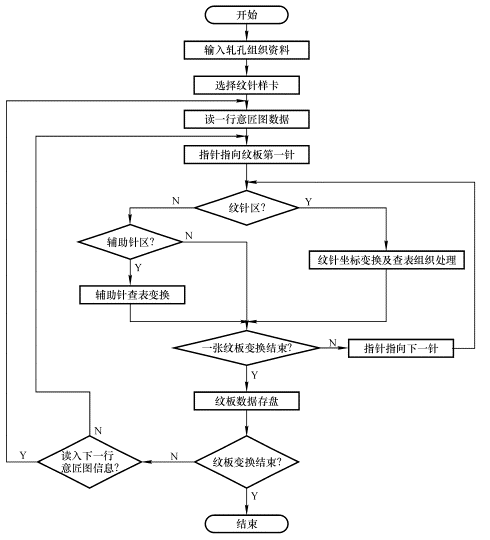 开始
输入轧孔组织资料
选择纹针样卡
读一行意匠图数据
指针指向纹板第一针
N
纹针区?
Y
辅助针区?
N
Y
纹针坐标变换及查表组织处理
辅助针查表变换
一张纹板变换结束?
N
指针指向下一针
Y
纹板数据存盘
N
Y
读入下一行
意匠图信息?
N
纹板变换结束?
Y
结束